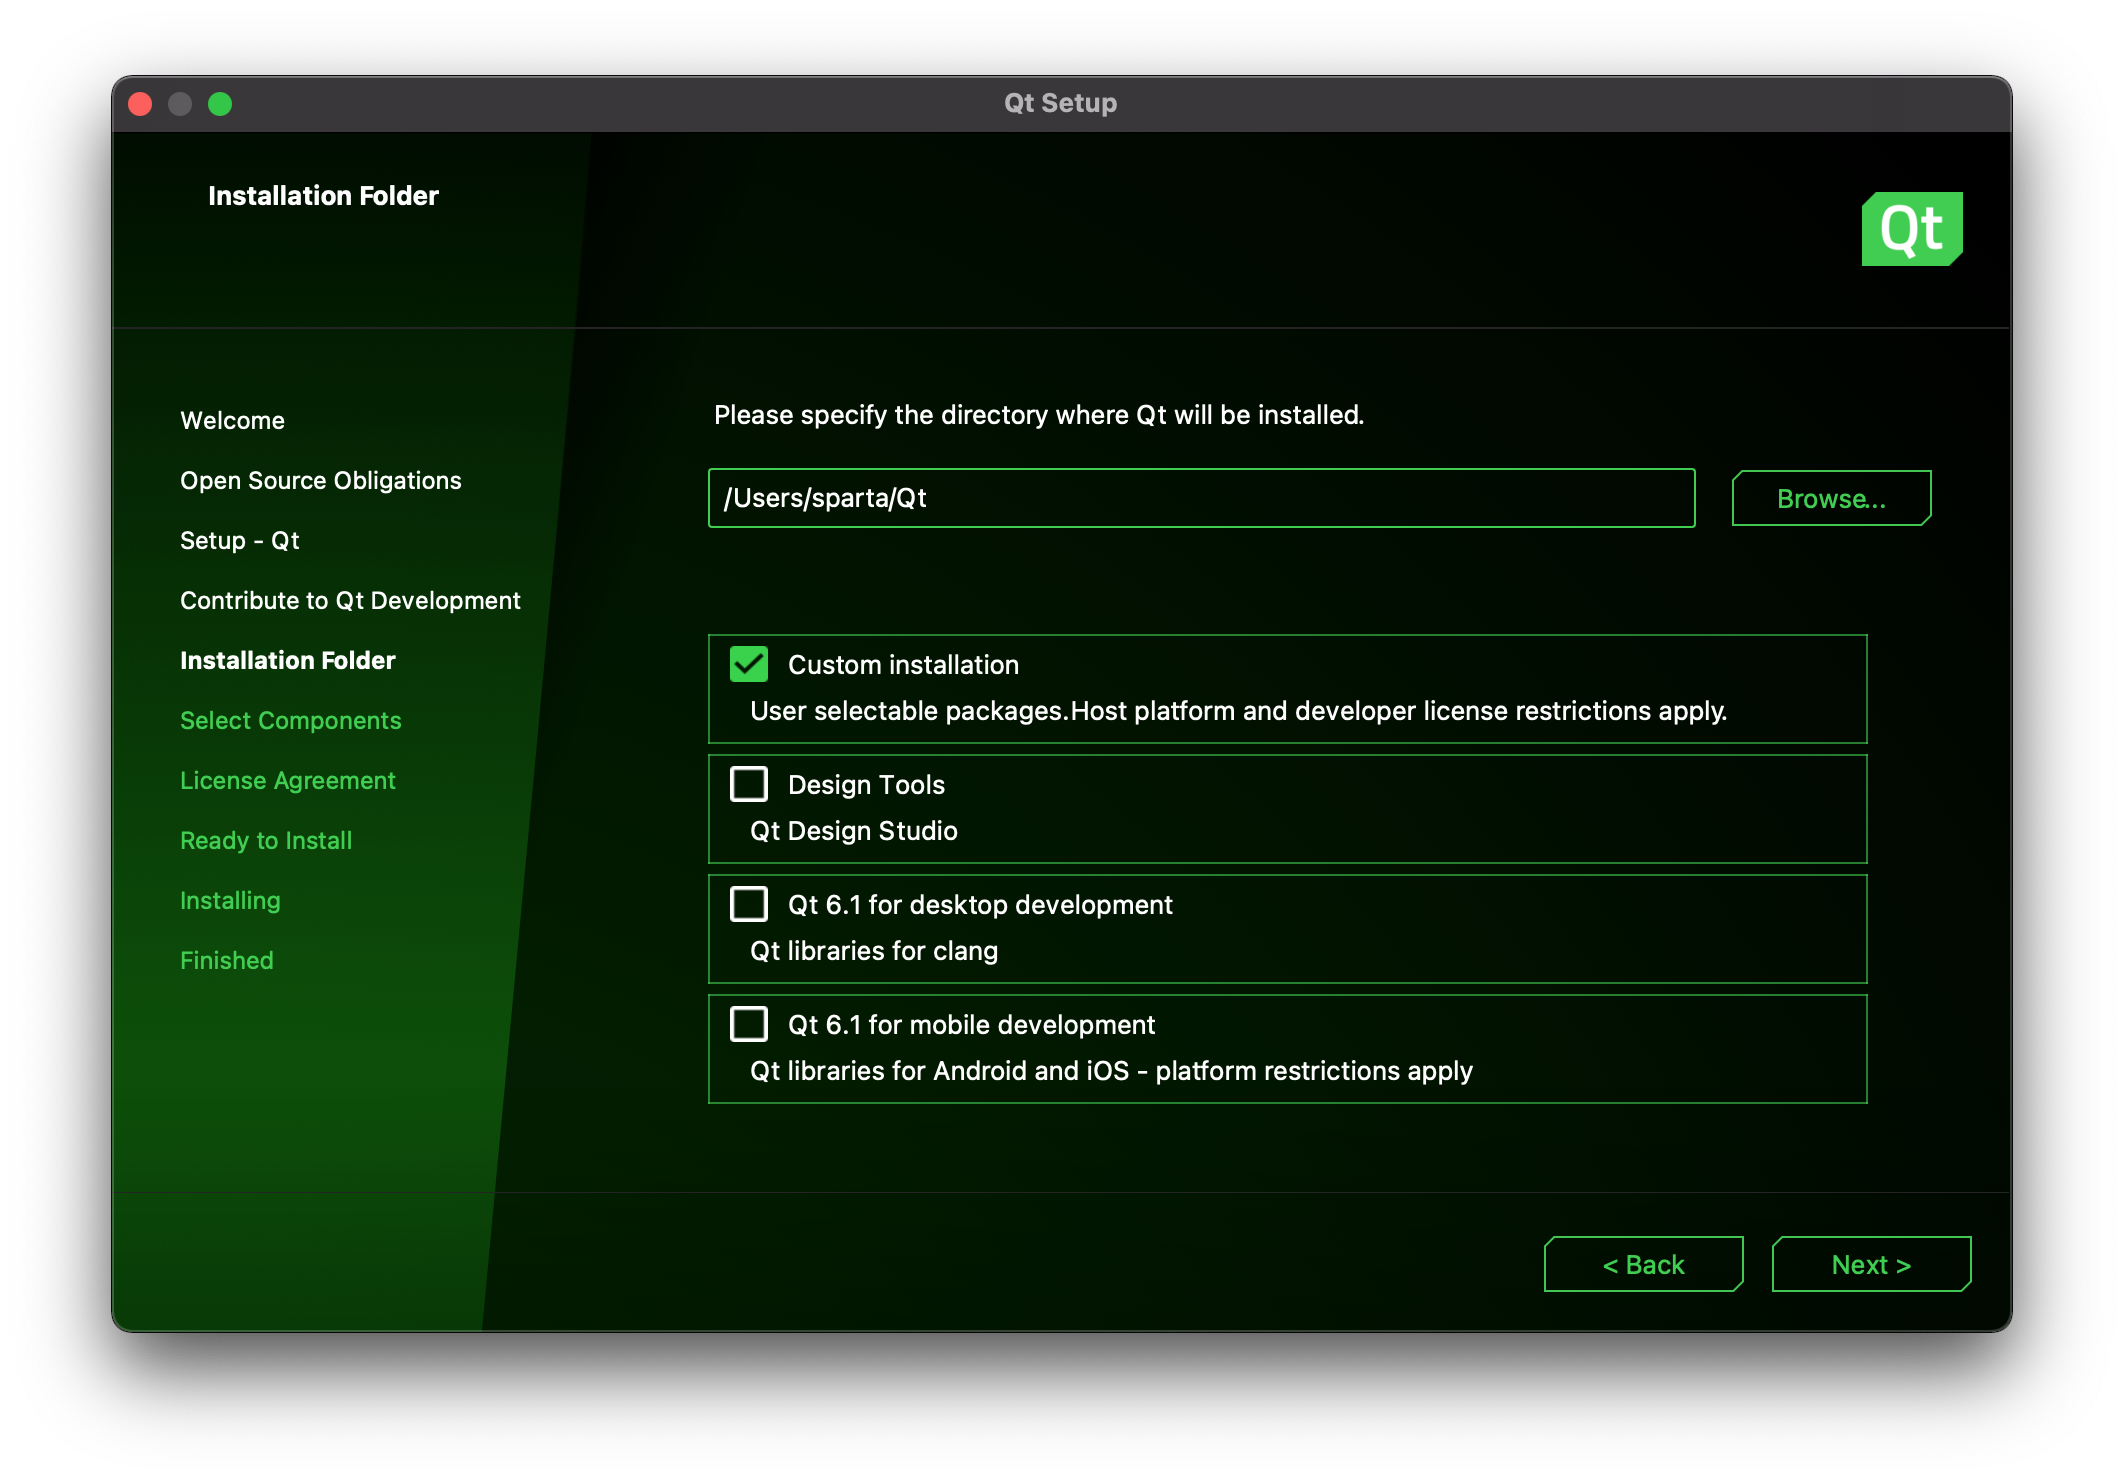 Qt Setup
Installation Folder
Qt
Welcome
Open Source Obligations
Setup - Qt
Contribute to Qt Development
Installation Folder
Select Components
License Agreement
Ready to Install
Installing
Finished
Please specify the directory where Qt will be installed.
/Users/sparta/Qt
Browse...
Custom installation
User selectable packages.Host platform and developer license restrictions apply.
Design Tools
Qt Design Studio
Qt 6.1 for desktop development
Qt libraries for clang
Qt 6.1 for mobile development
Qt libraries for Android and iOS - platform restrictions apply
< Back
Next >